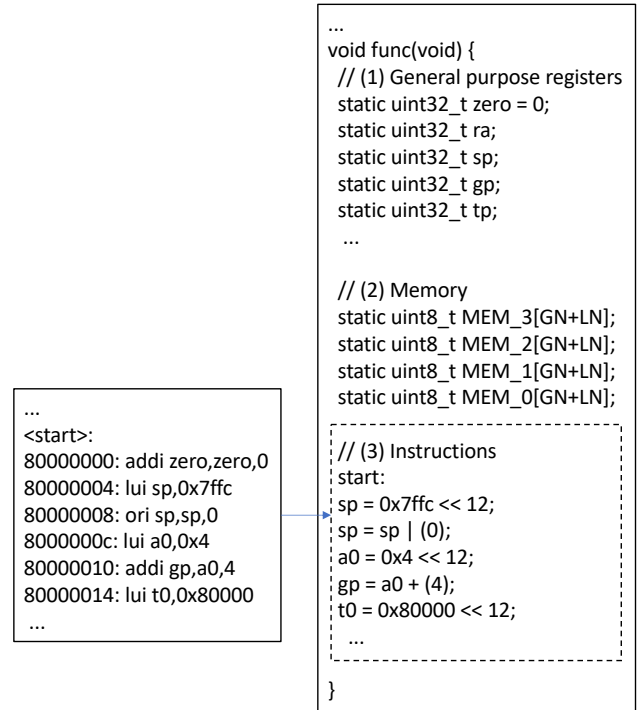 ...
<start>:
80000000: addi zero,zero,0
80000004: lui sp,0x7ffc
80000008: ori sp,sp,0
8000000c: lui a0,0x4
80000010: addi gp,a0,4
80000014: lui t0,0x80000
...
...
void func(void) {
// (1) General purpose registers
static uint32_t zero = 0;
static uint32_t ra;
static uint32_t sp;
static uint32_t gp;
static uint32_t tp;
...
// (2) Memory
static uint8_t MEM_3[GN+LN];
static uint8_t MEM_2[GN+LN];
static uint8_t MEM_1[GN+LN];
static uint8_t MEM_0[GN+LN];
// (3) Instructions
start:
sp = 0x7ffc << 12;
sp = sp | (0);
a0 = 0x4 << 12;
gp = a0 + (4);
t0 = 0x80000 << 12;
...
}